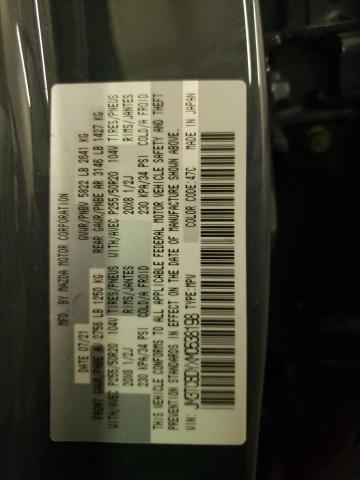 MFD. BY MAZDA MOTOR CORPORATION
DATE 07/21 GVWR/PNBV 5822 LB 2641 KG
FRONT GAWR/PNBE AV 2756 LB 1250 KG REAR GAWR/PNBE AR 3146 LB 1427 KG
WITH/AVEC P255/50R20 104V TIRES/PNEUS WITH/AVEC P255/50R20 104V TIRES/PNEUS
20X8 1/2J RIMS/JANTES 20X8 1/2J RIMS/JANTES
230 KPA/34 PSI COLD/A FROID 230 KPA/34 PSI COLD/A FROID
THIS VEHICLE CONFORMS TO ALL APPLICABLE FEDERAL MOTOR VEHICLE SAFETY AND THEFT
PREVENTION STANDARDS IN EFFECT ON THE DATE OF MANUFACTURE SHOWN ABOVE.
VIN: TYPE:MPV COLOR CODE:47C MADE IN JAPAN